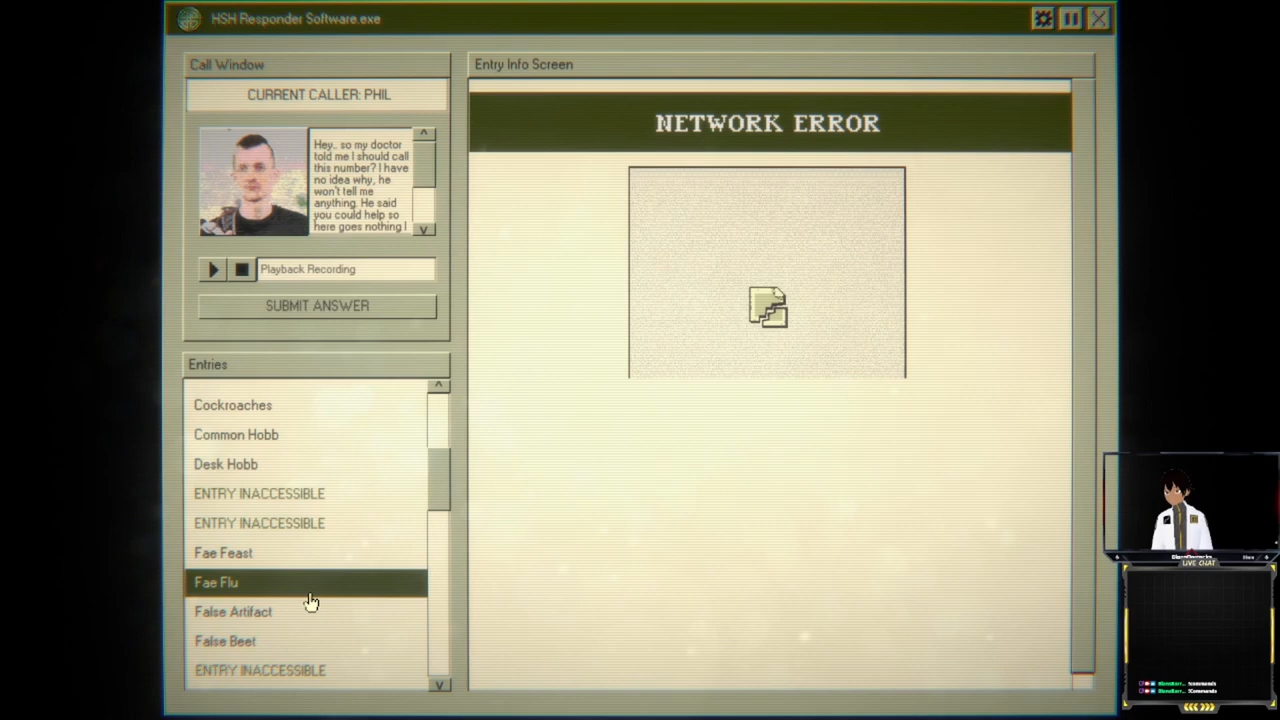 HSH Responder Software.exe
Call Window
CURRENT CALLER: PHIL
Hey.. so my doctor
told me I should call
this number? I have
no idea why, he
won't tell me
anything. He said
you could help so
here goes nothing I
Playback Recording
SUBMIT ANSWER
Entries
Cockroaches
Common Hobb
Desk Hobb
ENTRY INACCESSIBLE
ENTRY INACCESSIBLE
Fae Feast
Fae Flu
False Artifact
False Beet
ENTRY INACCESSIBLE
Entry Info Screen
NETWORK ERROR
LIVE CHAT